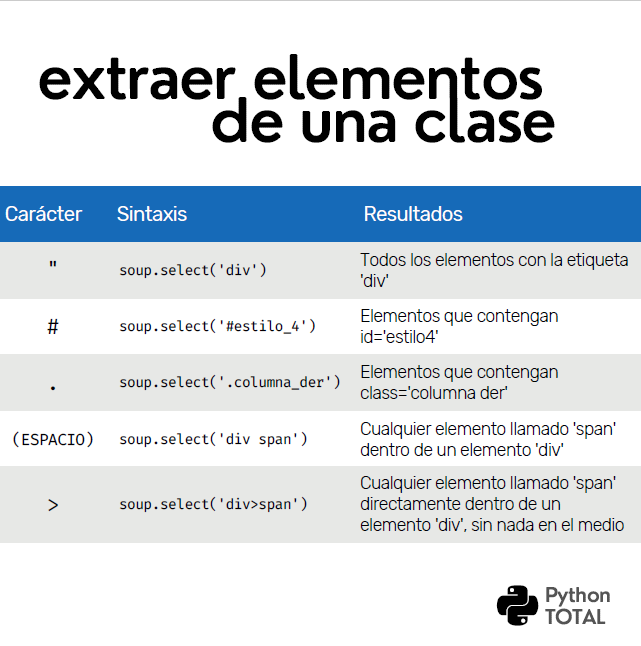 extraer elementos
de una clase
Carácter Sintaxis Resultados
" soup.select('div') Todos los elementos con la etiqueta
'div'
# soup.select('#estilo_4') Elementos que contengan
id='estilo4'
. soup.select('.columna_der') Elementos que contengan
class='columna der'
(ESPACIO) soup.select('div span') Cualquier elemento llamado 'span'
dentro de un elemento 'div'
> soup.select('div>span') Cualquier elemento llamado 'span'
directamente dentro de un
elemento 'div', sin nada en el medio
Python
TOTAL